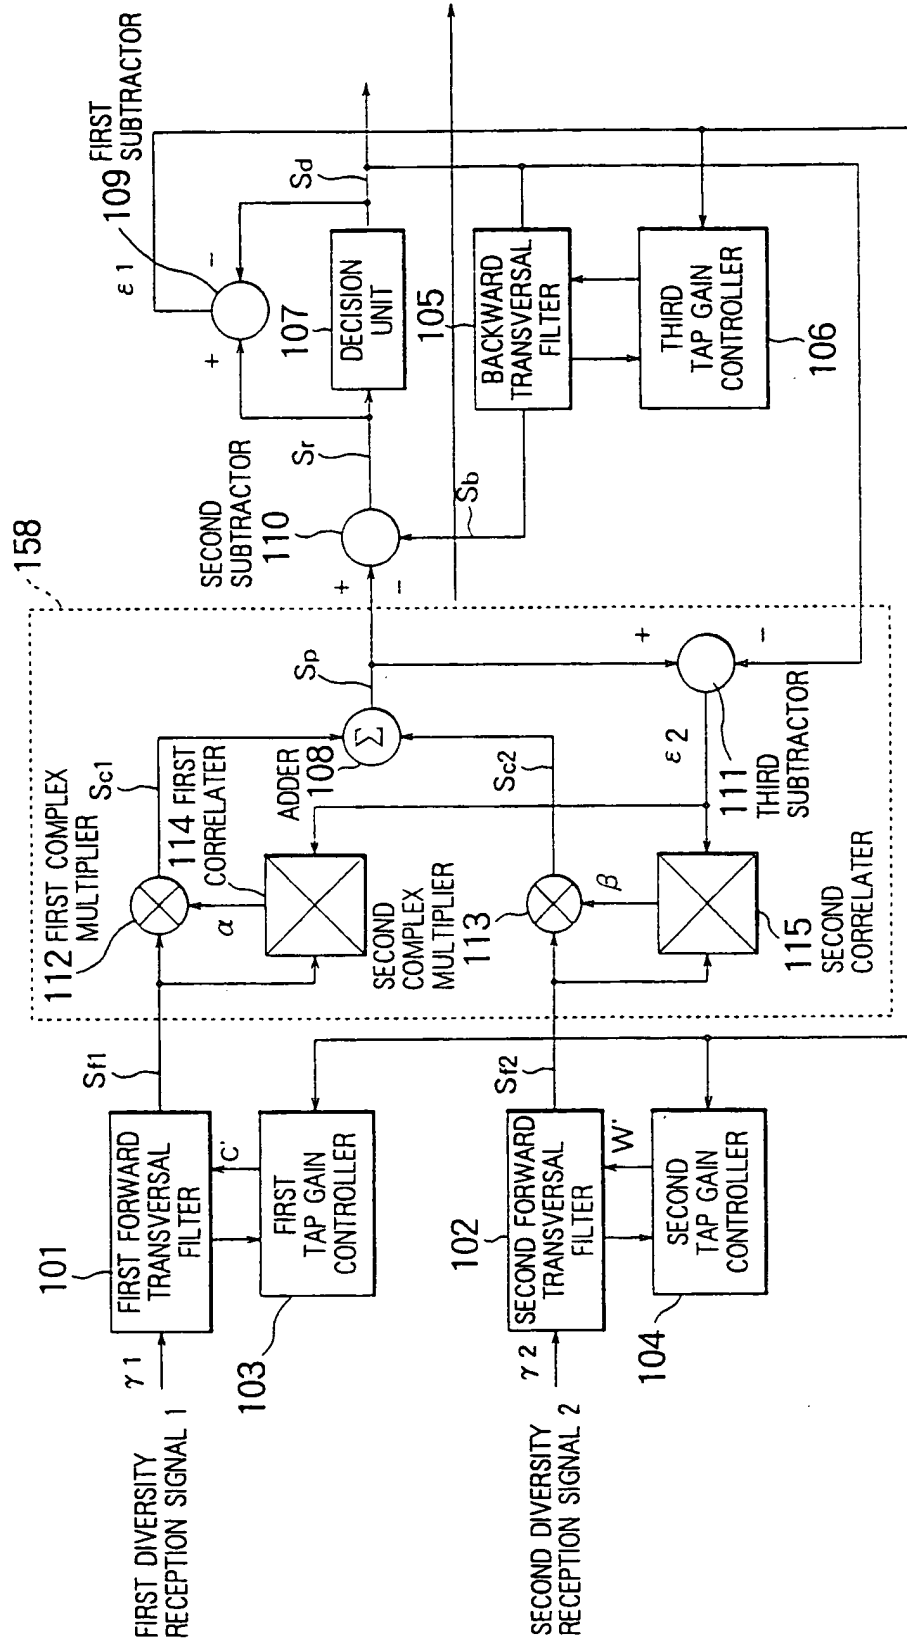 FIRST DIVERSITY
RECEPTION SIGNAL 1
γ1
101
FIRST FORWARD
TRANSVERSAL
FILTER
Sf1
C'
FIRST
TAP GAIN
CONTROLLER
103
SECOND DIVERSITY
RECEPTION SIGNAL 2
γ2
102
SECOND FORWARD
TRANSVERSAL
FILTER
Sf2
W'
SECOND
TAP GAIN
CONTROLLER
104
158
112 FIRST COMPLEX
MULTIPLIER
Sc1
α
114 FIRST
CORRELATER
ADDER
108
Σ
Sp
SECOND
COMPLEX
MULTIPLIER
113
Sc2
β
115
SECOND
CORRELATER
ε2
111
THIRD
SUBTRACTOR
+
−
SECOND
SUBTRACTOR
110
+
−
Sr
Sb
ε1
109
FIRST
SUBTRACTOR
+
−
107
DECISION
UNIT
Sd
105
BACKWARD
TRANSVERSAL
FILTER
THIRD
TAP GAIN
CONTROLLER
106